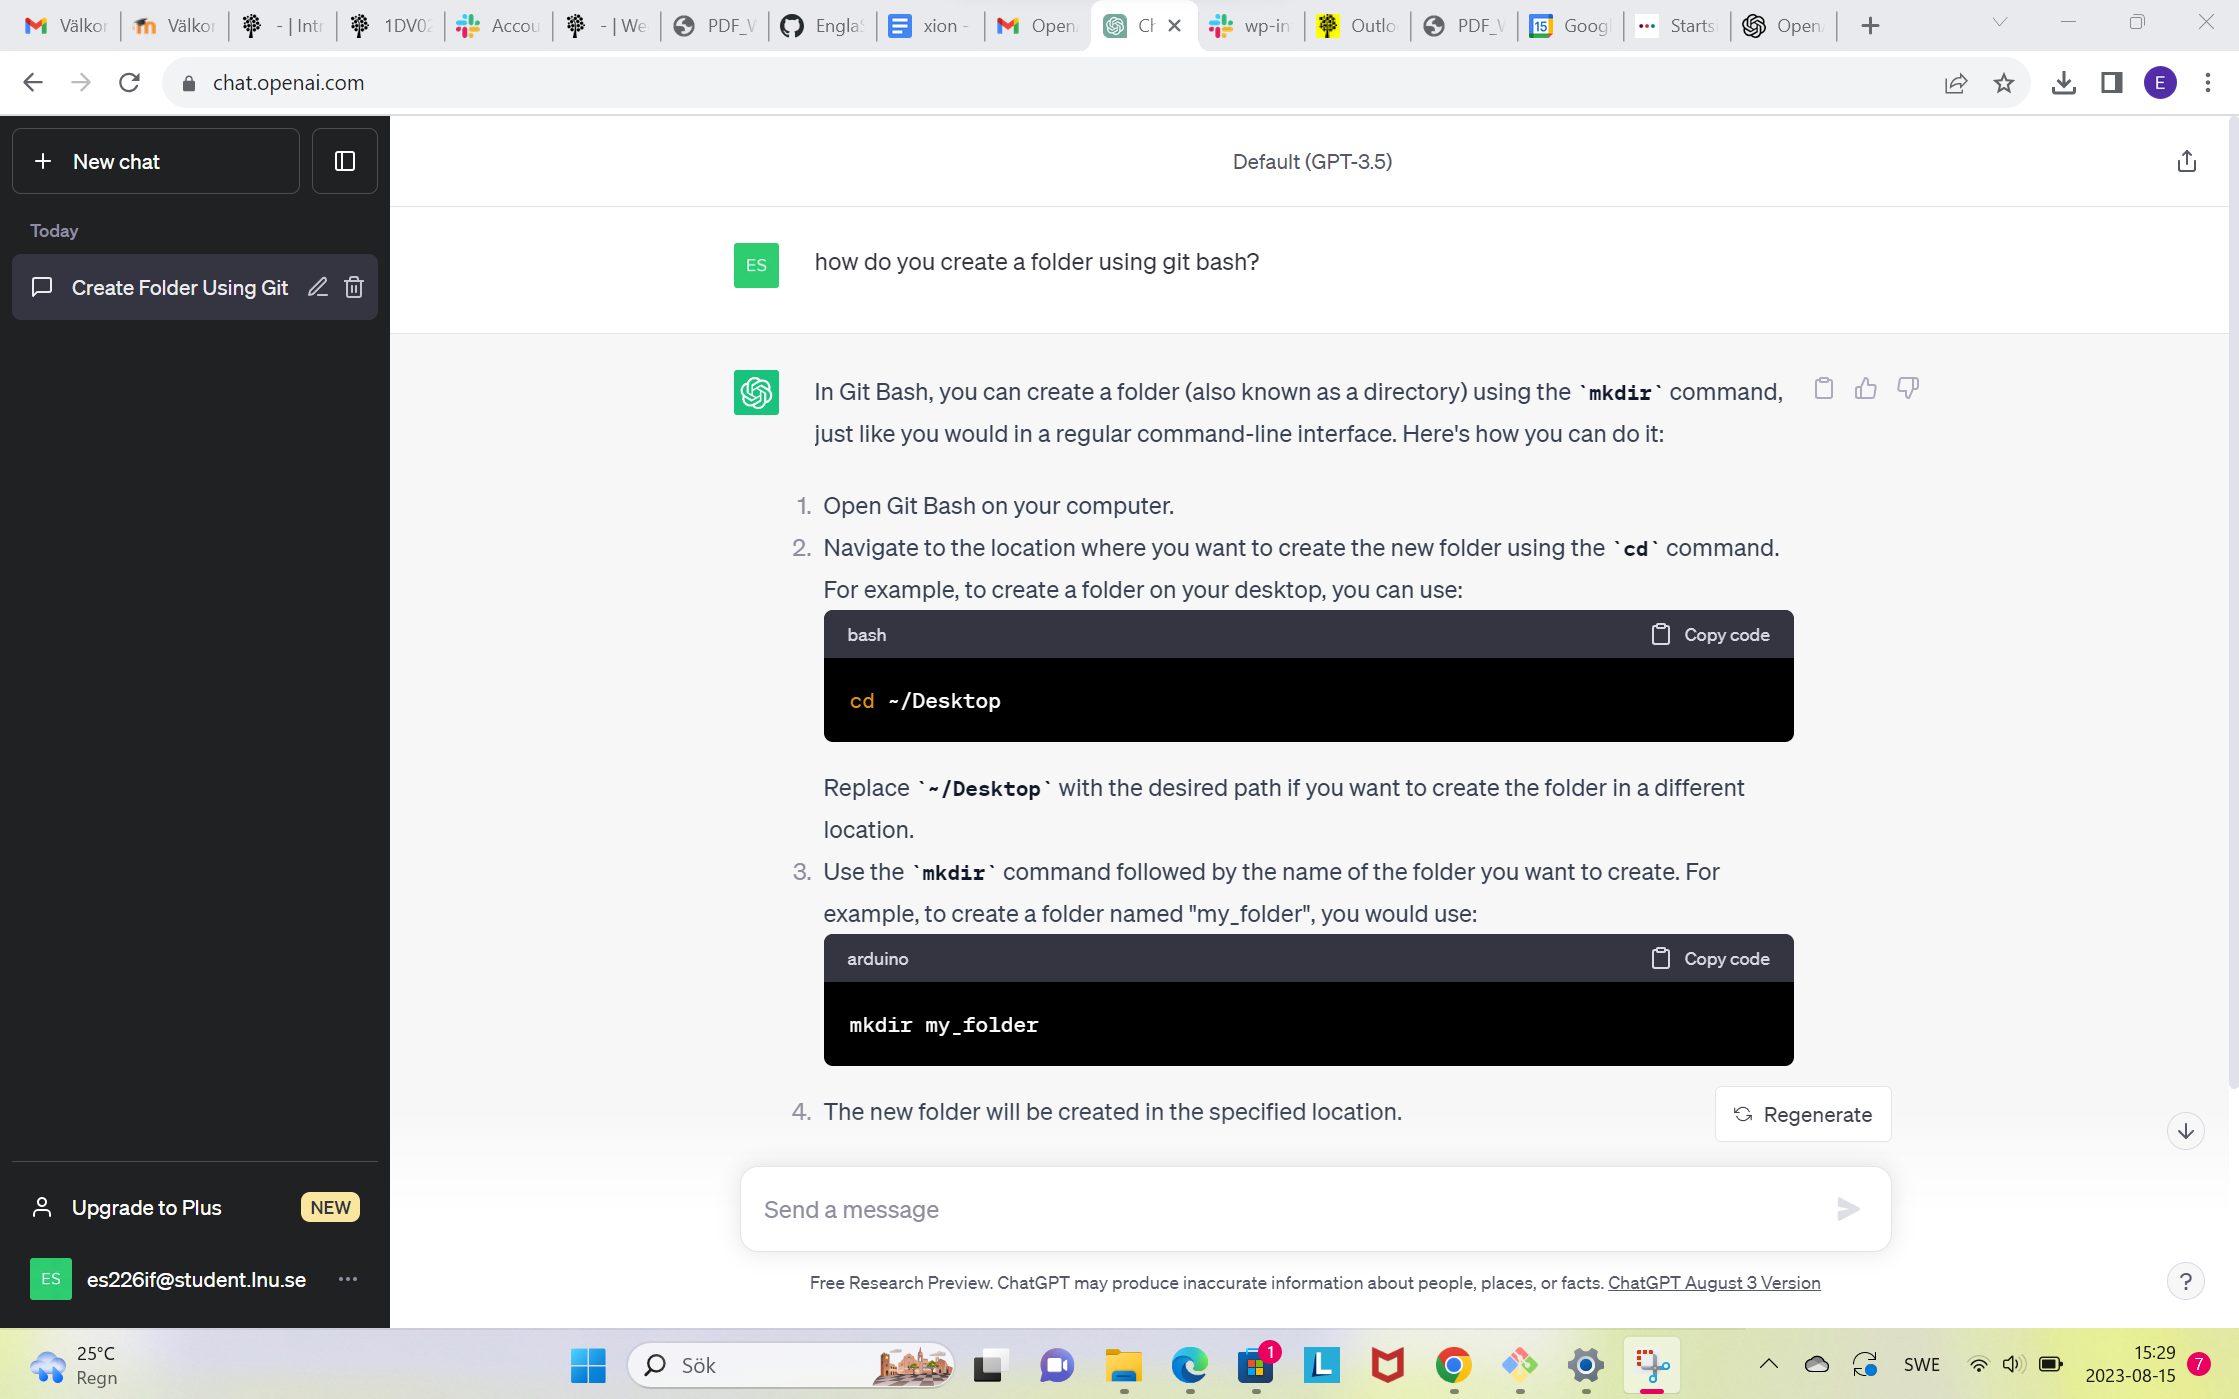 Välkor
Välkor
- | Intr
1DV02
Accou
- | We
PDF_V
Engla
xion -
Open
Ch
wp-in
Outlo
PDF_V
15
Goog
Starts
Open
chat.openai.com
E
New chat
Today
Create Folder Using Git
Default (GPT-3.5)
ES
how do you create a folder using git bash?
In Git Bash, you can create a folder (also known as a directory) using the `mkdir` command,
just like you would in a regular command-line interface. Here's how you can do it:
1. Open Git Bash on your computer.
2. Navigate to the location where you want to create the new folder using the `cd` command.
For example, to create a folder on your desktop, you can use:
bash
Copy code
cd ~/Desktop
Replace `~/Desktop` with the desired path if you want to create the folder in a different
location.
3. Use the `mkdir` command followed by the name of the folder you want to create. For
example, to create a folder named "my_folder", you would use:
arduino
Copy code
mkdir my_folder
4. The new folder will be created in the specified location.
Regenerate
Send a message
Free Research Preview. ChatGPT may produce inaccurate information about people, places, or facts. ChatGPT August 3 Version
?
Upgrade to Plus
NEW
ES
es226if@student.lnu.se
25°C
Regn
Sök
1
L
SWE
15:29
2023-08-15
7